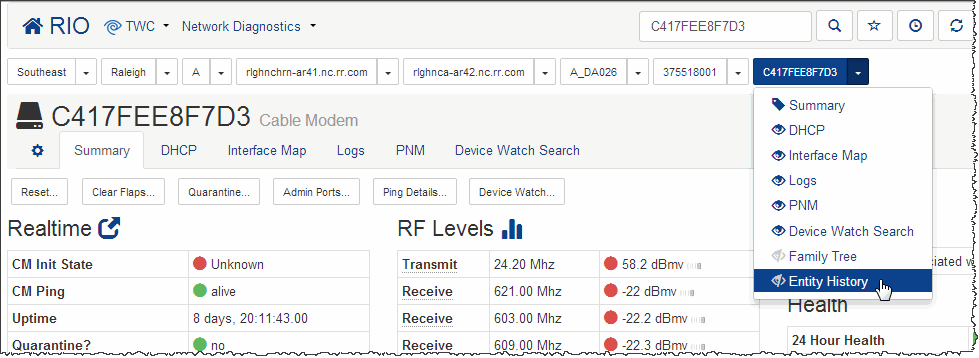 RIO TWC Network Diagnostics C417FEE8F7D3
Southeast Raleigh A rlghnchrn-ar41.nc.rr.com rlghnca-ar42.nc.rr.com A_DA026 375518001 C417FEE8F7D3
C417FEE8F7D3 Cable Modem
Summary DHCP Interface Map Logs PNM Device Watch Search
Reset... Clear Flaps... Quarantine... Admin Ports... Ping Details... Device Watch...
Summary
DHCP
Interface Map
Logs
PNM
Device Watch Search
Family Tree
Entity History
Realtime
CM Init State Unknown
CM Ping alive
Uptime 8 days, 20:11:43.00
Quarantine? no
RF Levels
Transmit 24.20 Mhz 58.2 dBmv
Receive 621.00 Mhz -22 dBmv
Receive 603.00 Mhz -22.2 dBmv
Receive 609.00 Mhz -22.3 dBmv
Health
24 Hour Health